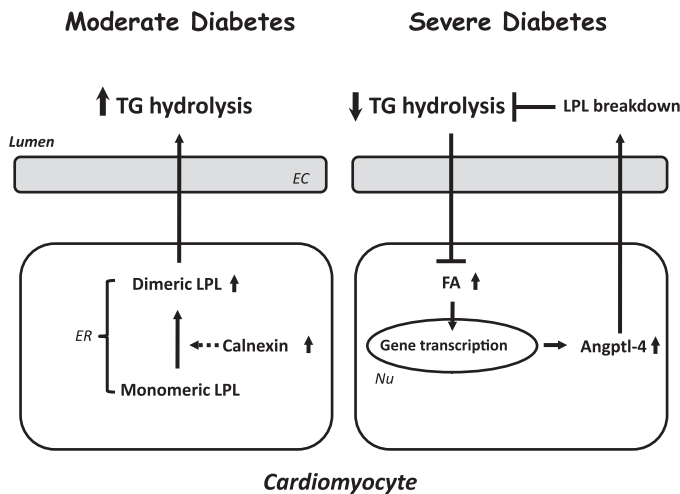 Moderate Diabetes
TG hydrolysis
Lumen
EC
Dimeric LPL
ER
Calnexin
Monomeric LPL
Severe Diabetes
TG hydrolysis
LPL breakdown
FA
Gene transcription
Angptl-4
Nu
Cardiomyocyte